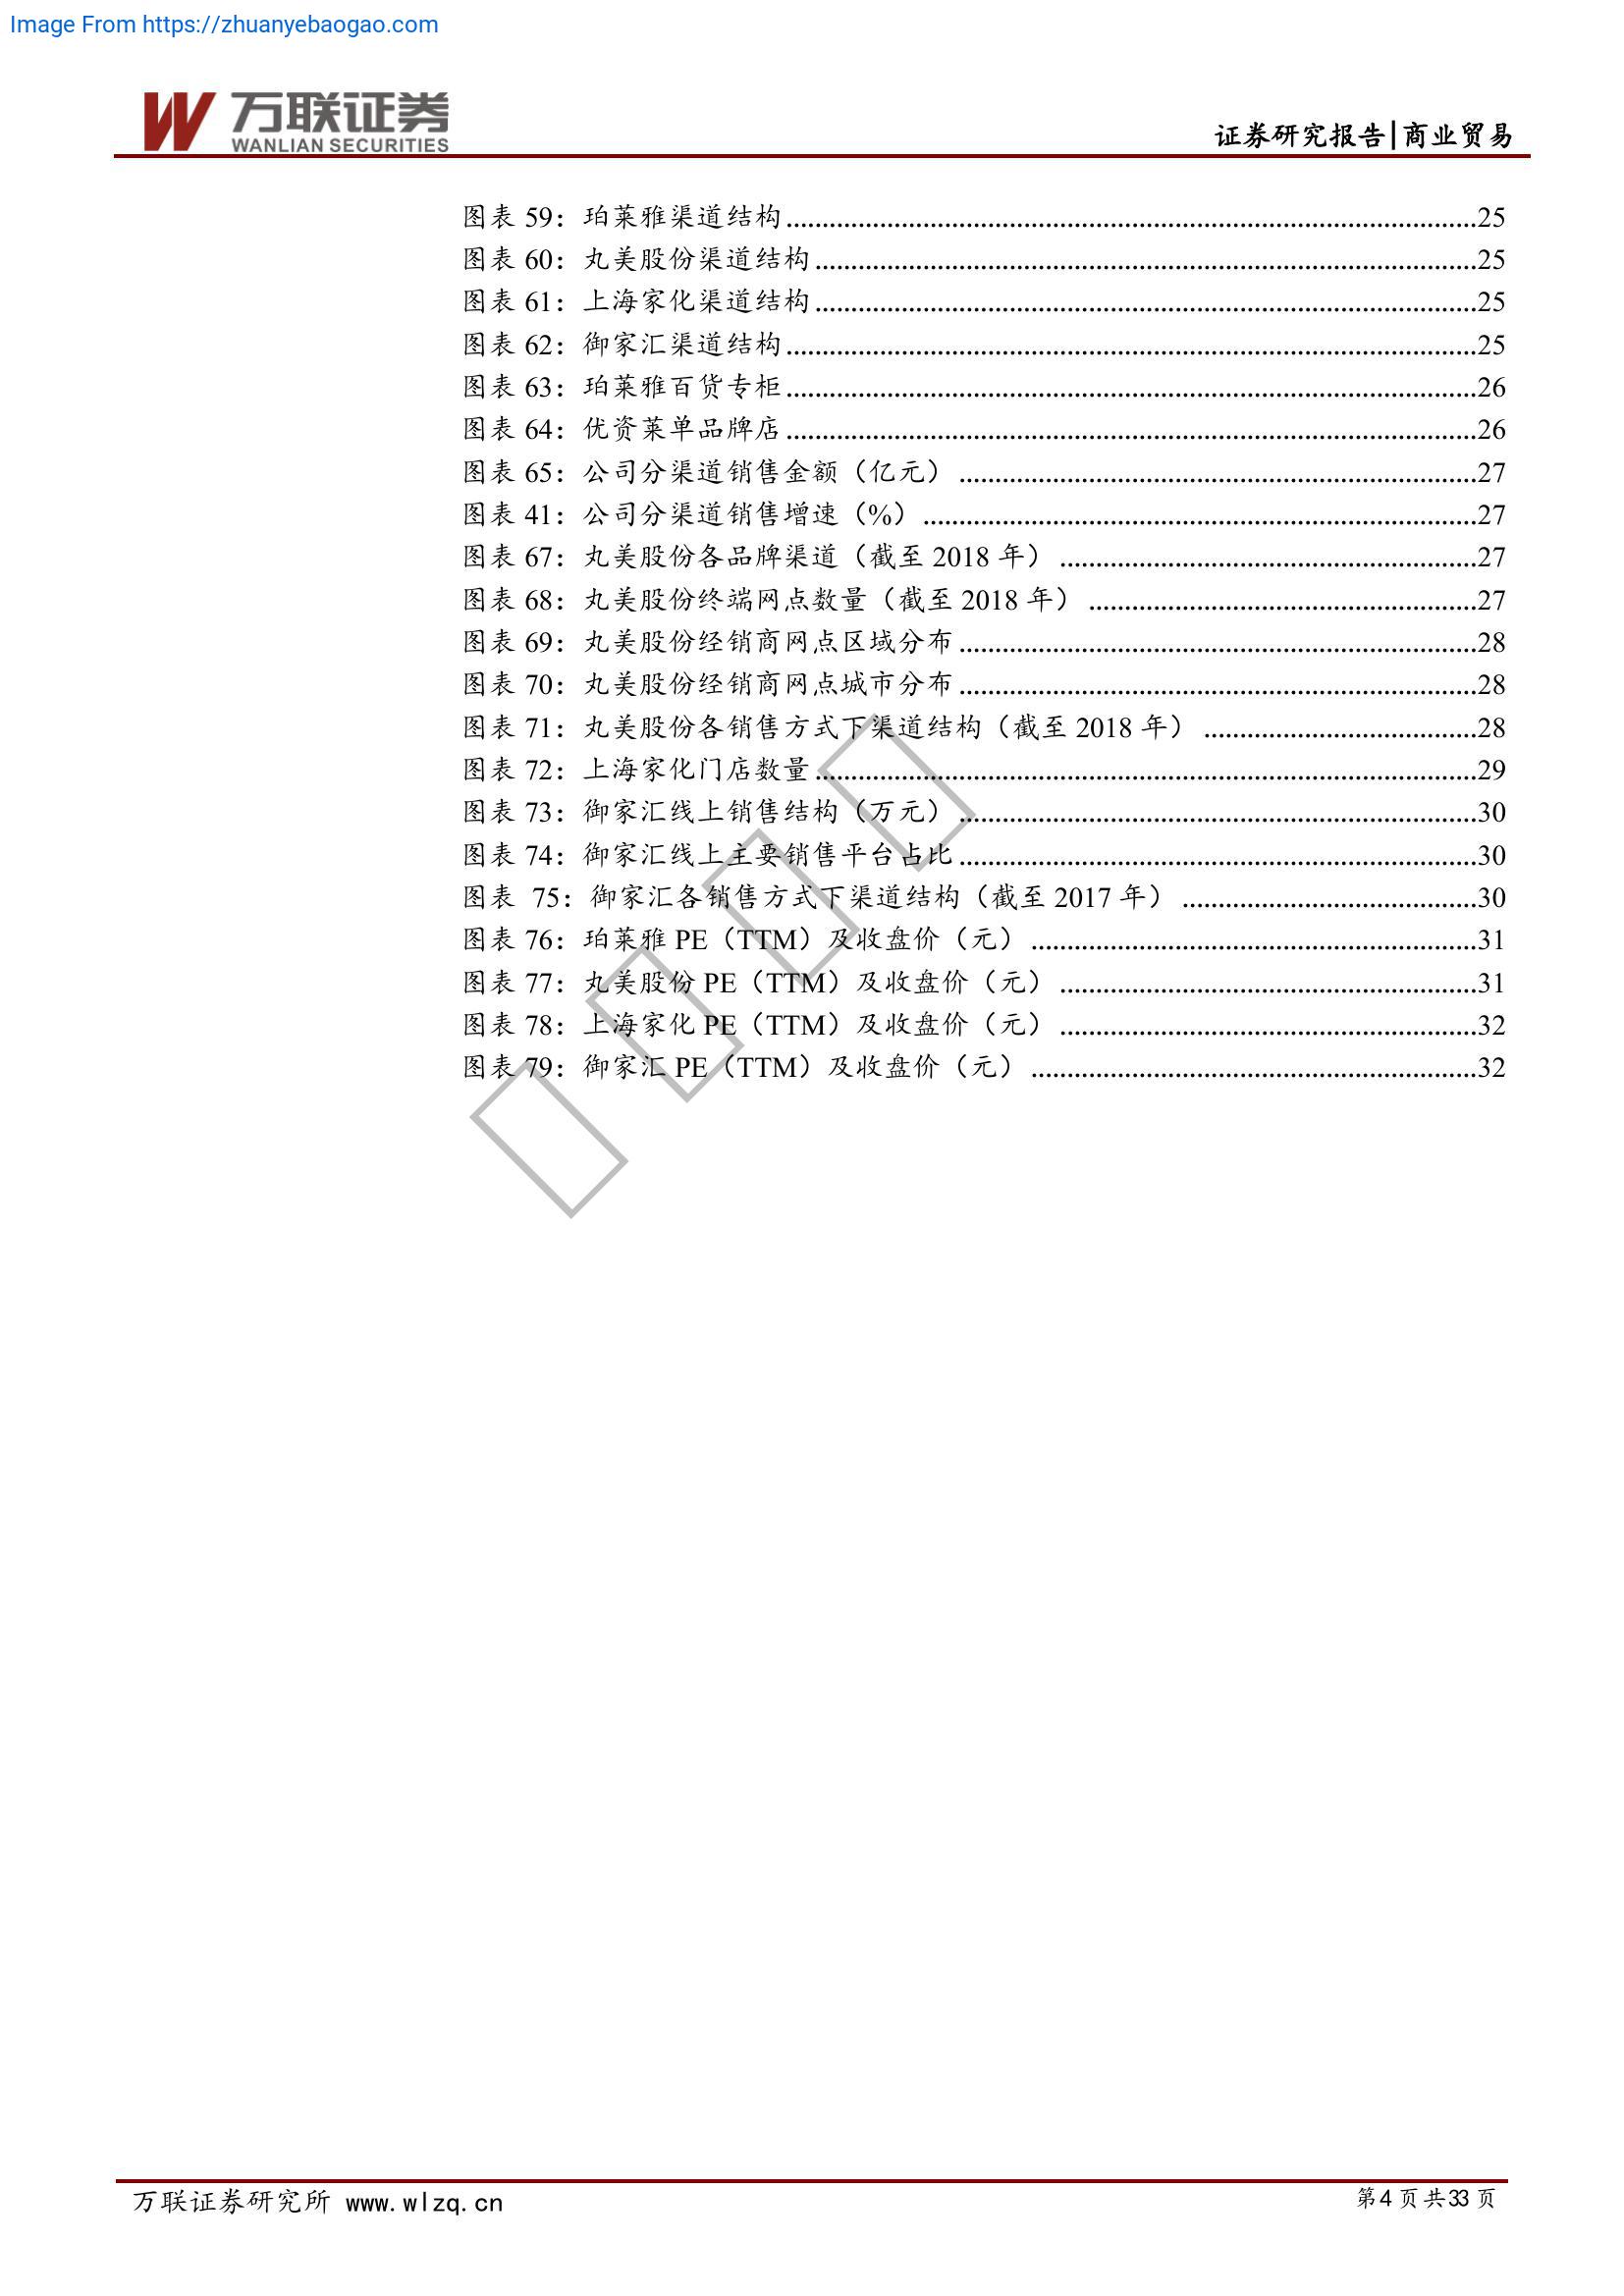 Image From https://zhuanyebaogao.com
万联证券
WANLIAN SECURITIES
证券研究报告|商业贸易
图表 59：珀莱雅渠道结构................25
图表 60：丸美股份渠道结构................25
图表 61：上海家化渠道结构................25
图表 62：御家汇渠道结构................25
图表 63：珀莱雅百货专柜................26
图表 64：优资莱单品牌店................26
图表 65：公司分渠道销售金额（亿元）................27
图表 41：公司分渠道销售增速（%）................27
图表 67：丸美股份各品牌渠道（截至 2018 年）................27
图表 68：丸美股份终端网点数量（截至 2018 年）................27
图表 69：丸美股份经销商网点区域分布................28
图表 70：丸美股份经销商网点城市分布................28
图表 71：丸美股份各销售方式下渠道结构（截至 2018 年）................28
图表 72：上海家化门店数量................29
图表 73：御家汇线上销售结构（万元）................30
图表 74：御家汇线上主要销售平台占比................30
图表 75：御家汇各销售方式下渠道结构（截至 2017 年）................30
图表 76：珀莱雅 PE（TTM）及收盘价（元）................31
图表 77：丸美股份 PE（TTM）及收盘价（元）................31
图表 78：上海家化 PE（TTM）及收盘价（元）................32
图表 79：御家汇 PE（TTM）及收盘价（元）................32
万联证券研究所 www.wlzq.cn
第4 页 共33 页